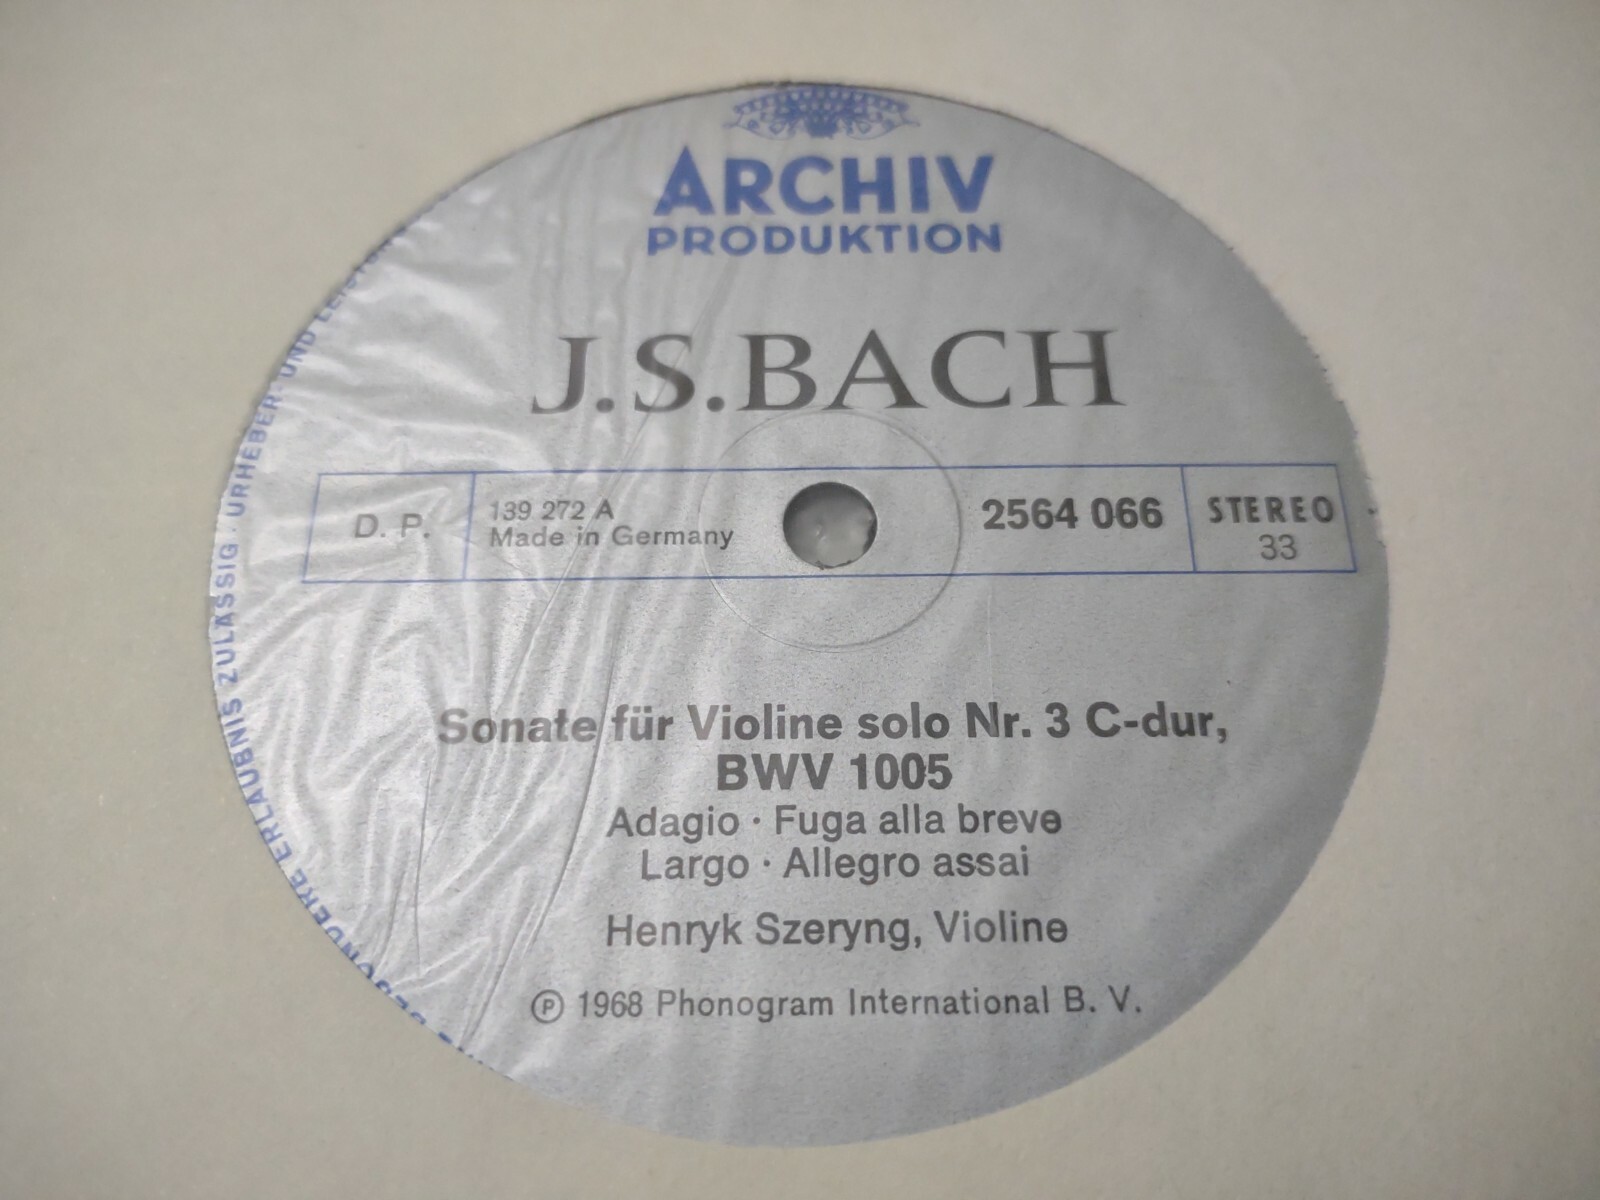 ARCHIV
PRODUKTION
J.S.BACH
D. P.
139 272 A
Made in Germany
2564 066
STEREO
33
Sonate für Violine solo Nr. 3 C-dur,
BWV 1005
Adagio · Fuga alla breve
Largo · Allegro assai
Henryk Szeryng, Violine
Ⓟ 1968 Phonogram International B. V.
BESONDERE ERLAUBNIS ZULÄSSIG · URHEBER- UND